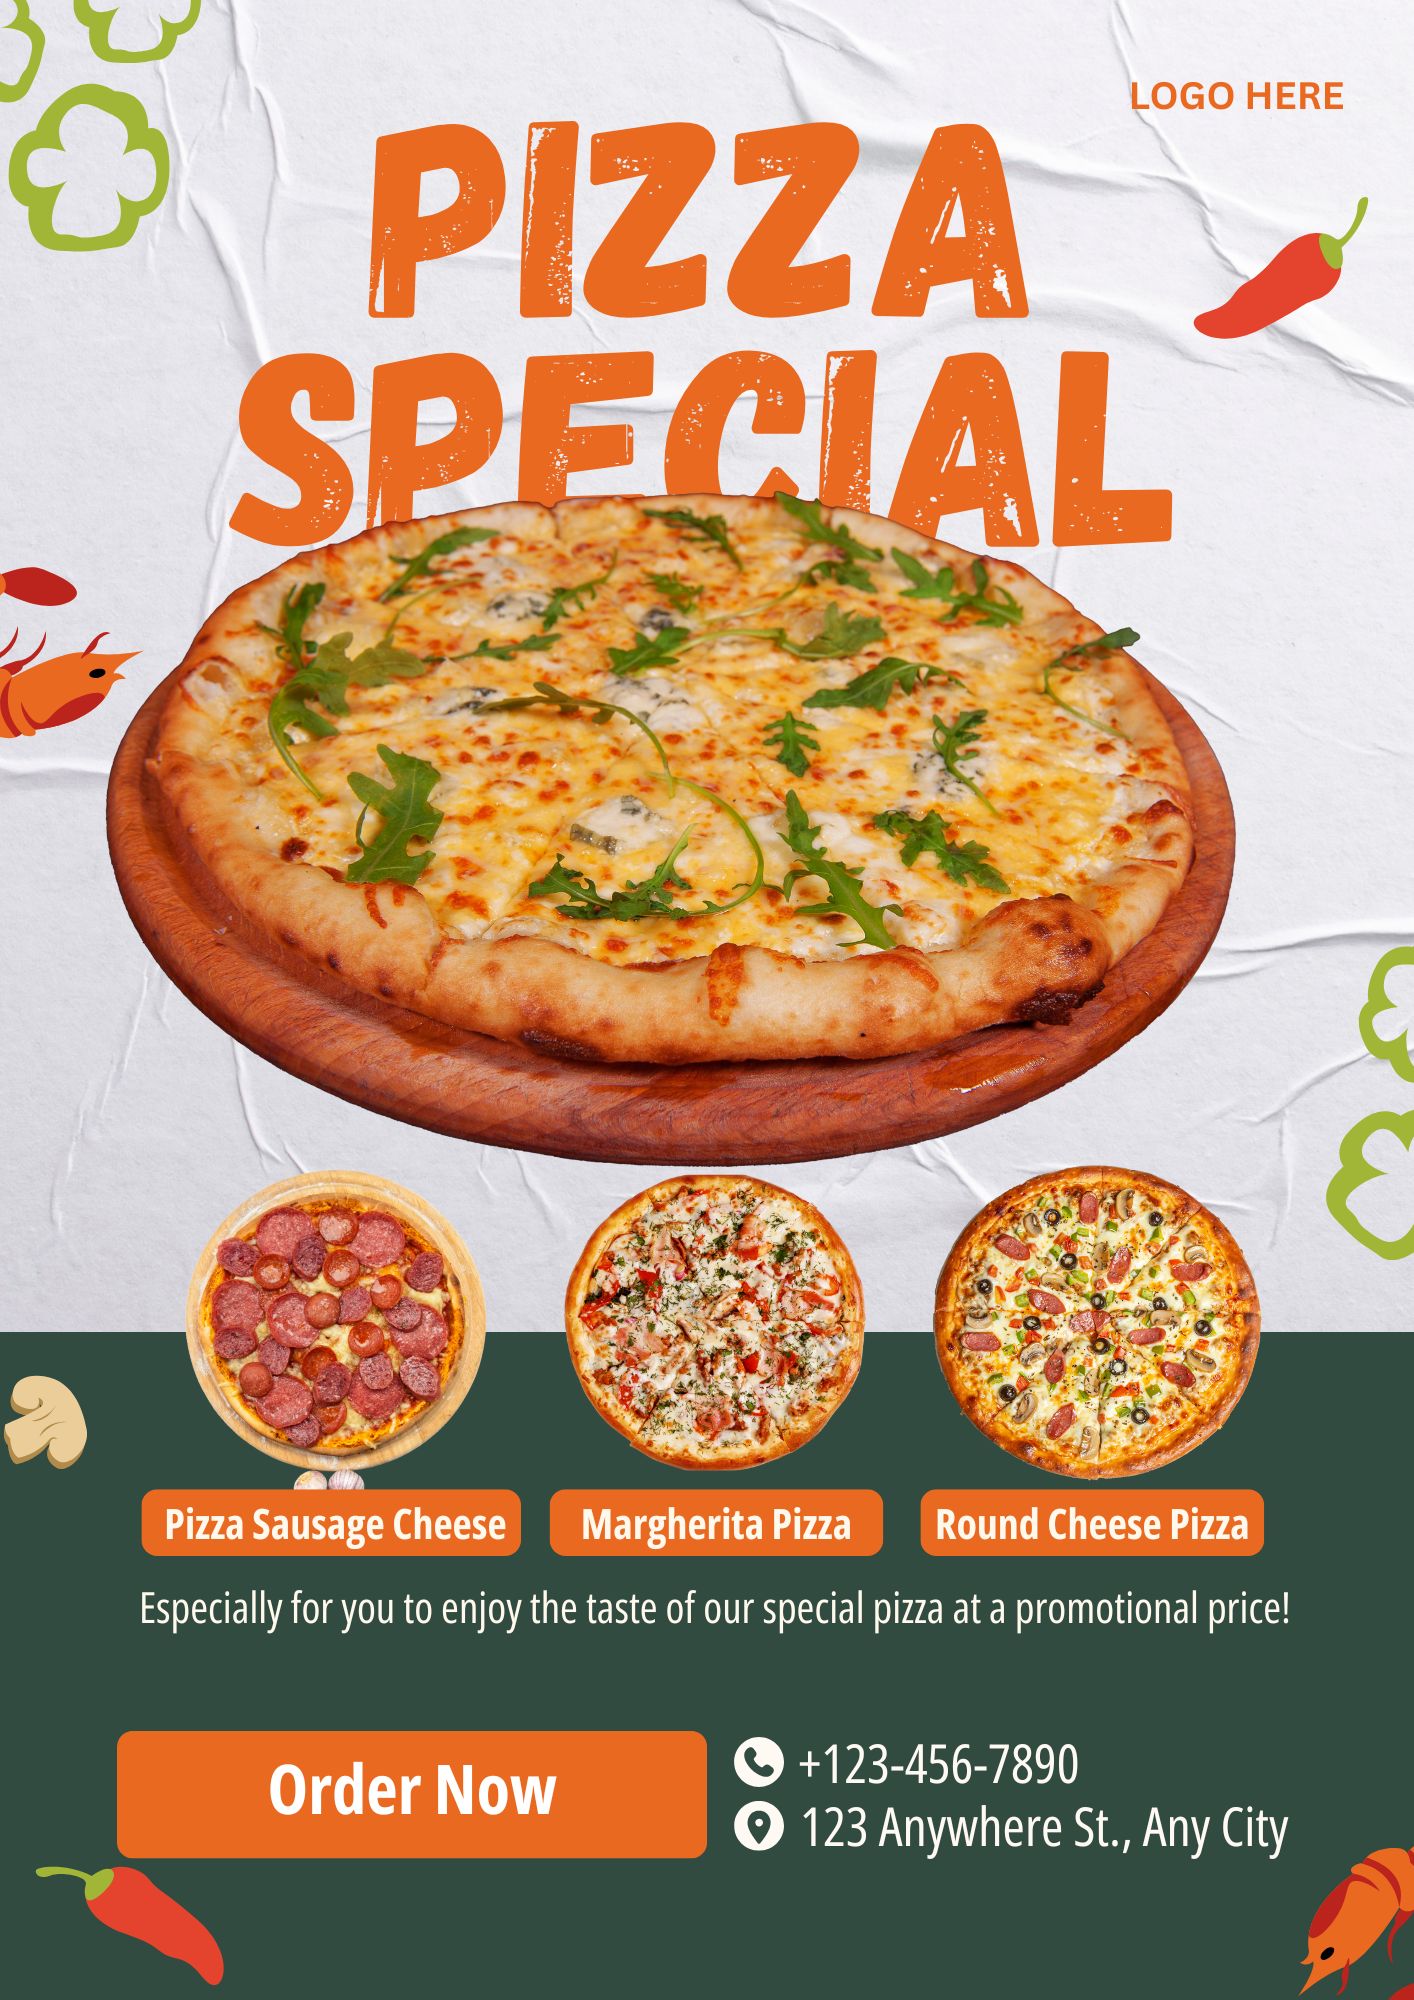 LOGO HERE
PIZZA
SPECIAL
Pizza Sausage Cheese
Margherita Pizza
Round Cheese Pizza
Especially for you to enjoy the taste of our special pizza at a promotional price!
Order Now
+123-456-7890
123 Anywhere St., Any City